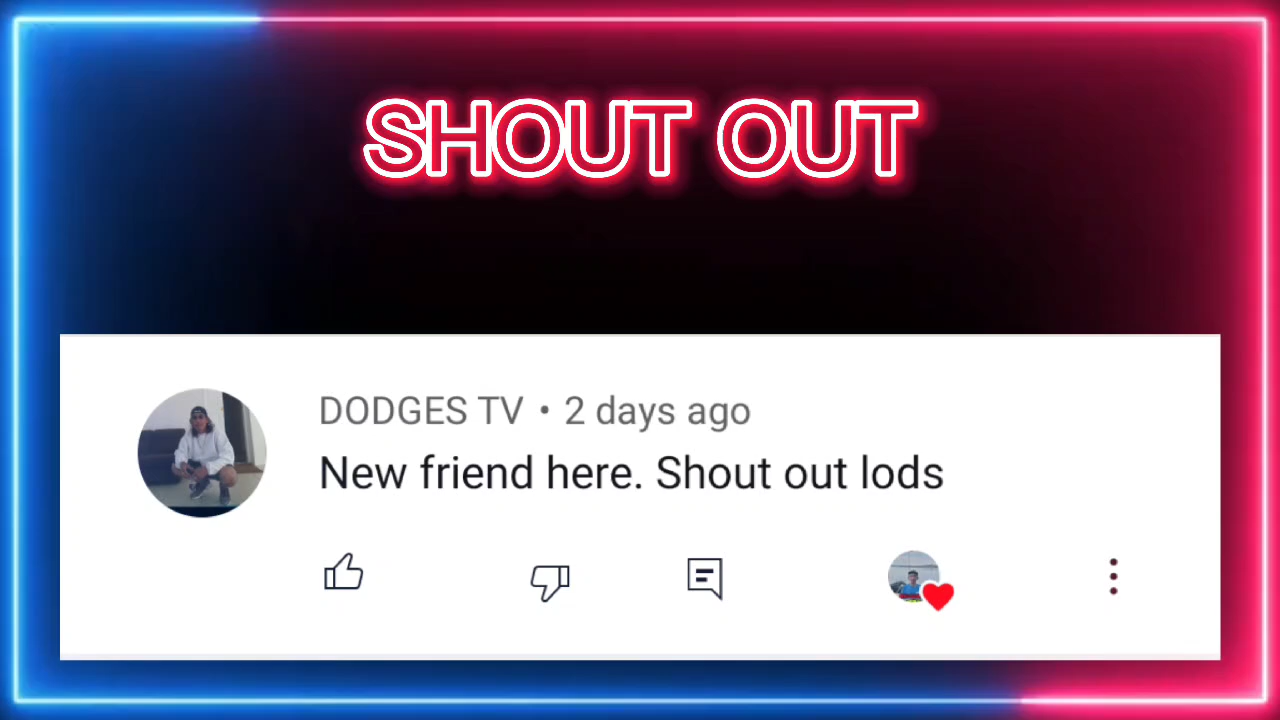 SHOUT OUT
DODGES TV • 2 days ago
New friend here. Shout out lods